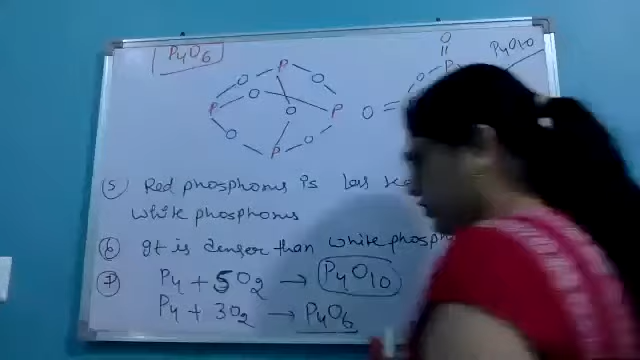 P4O6
P4O10
O
P
O
O
O
P
P
O
O
O
O
P
O
P
O
O
5 Red phosphorus is less
white phosphorus
6 It is denser than white
7 P4 + 5O2 → P4O10
P4 + 3O2 → P4O6